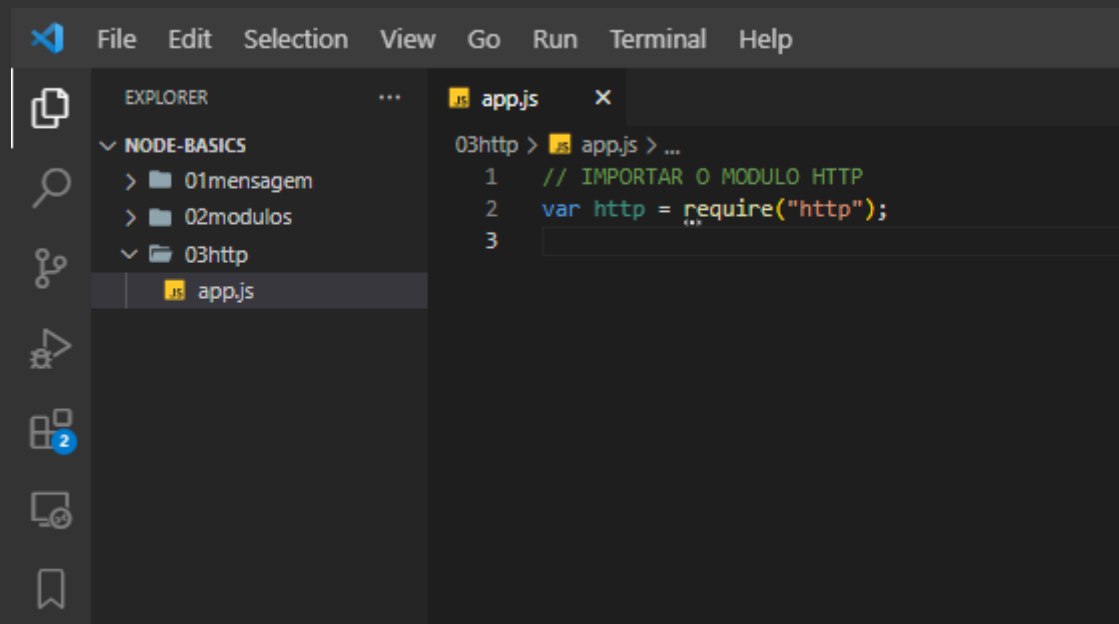 File Edit Selection View Go Run Terminal Help
EXPLORER ...
NODE-BASICS
01mensagem
02modulos
03http
JS app.js
2
JS app.js ×
03http > JS app.js > ...
1 // IMPORTAR O MODULO HTTP
2 var http = require("http");
3